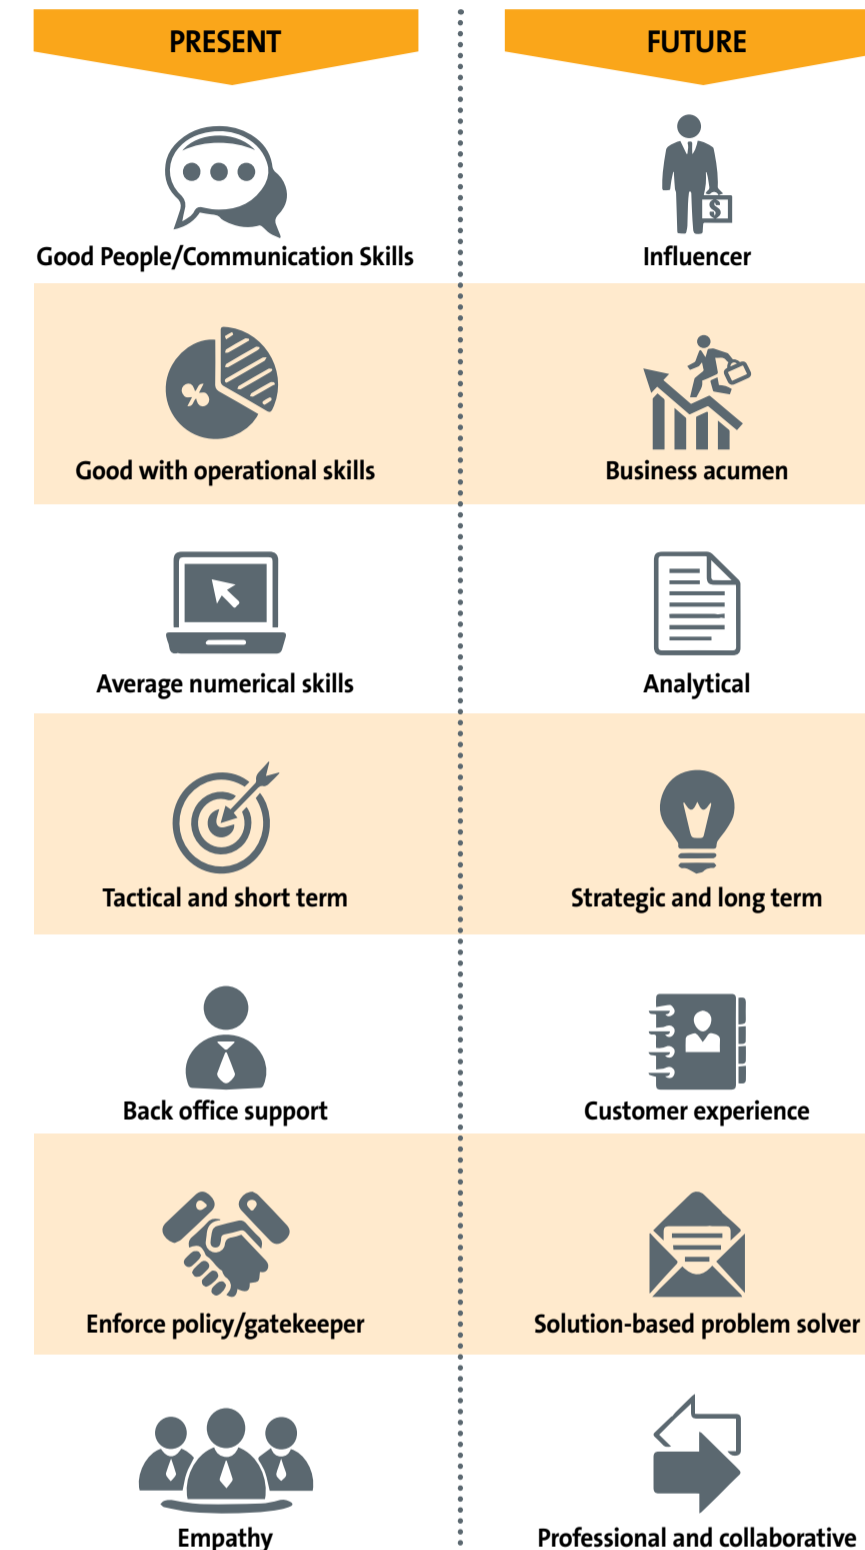 PRESENT
FUTURE
Good People/Communication Skills
$
Influencer
%
Good with operational skills
Business acumen
Average numerical skills
Analytical
Tactical and short term
Strategic and long term
Back office support
Customer experience
Enforce policy/gatekeeper
Solution-based problem solver
Empathy
Professional and collaborative